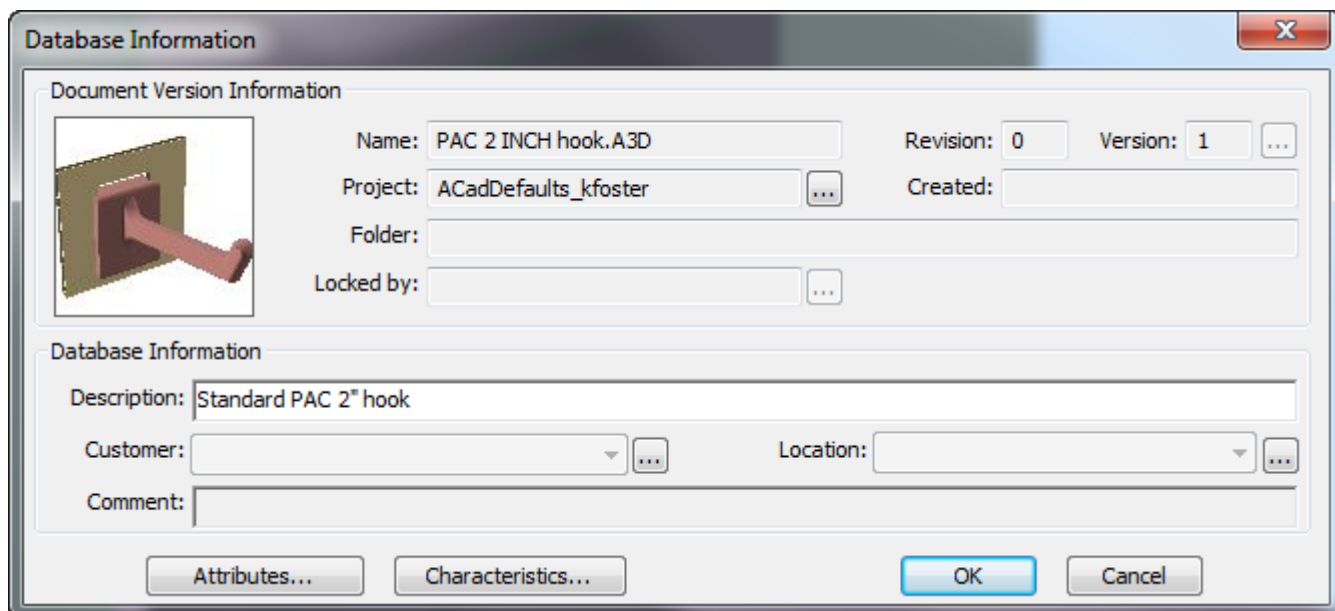 Database Information
Document Version Information
Name: PAC 2 INCH hook.A3D Revision: 0 Version: 1 ...
Project: ACadDefaults_kfoster ... Created:
Folder:
Locked by: ...
Database Information
Description: Standard PAC 2" hook
Customer: ... Location: ...
Comment:
Attributes... Characteristics... OK Cancel